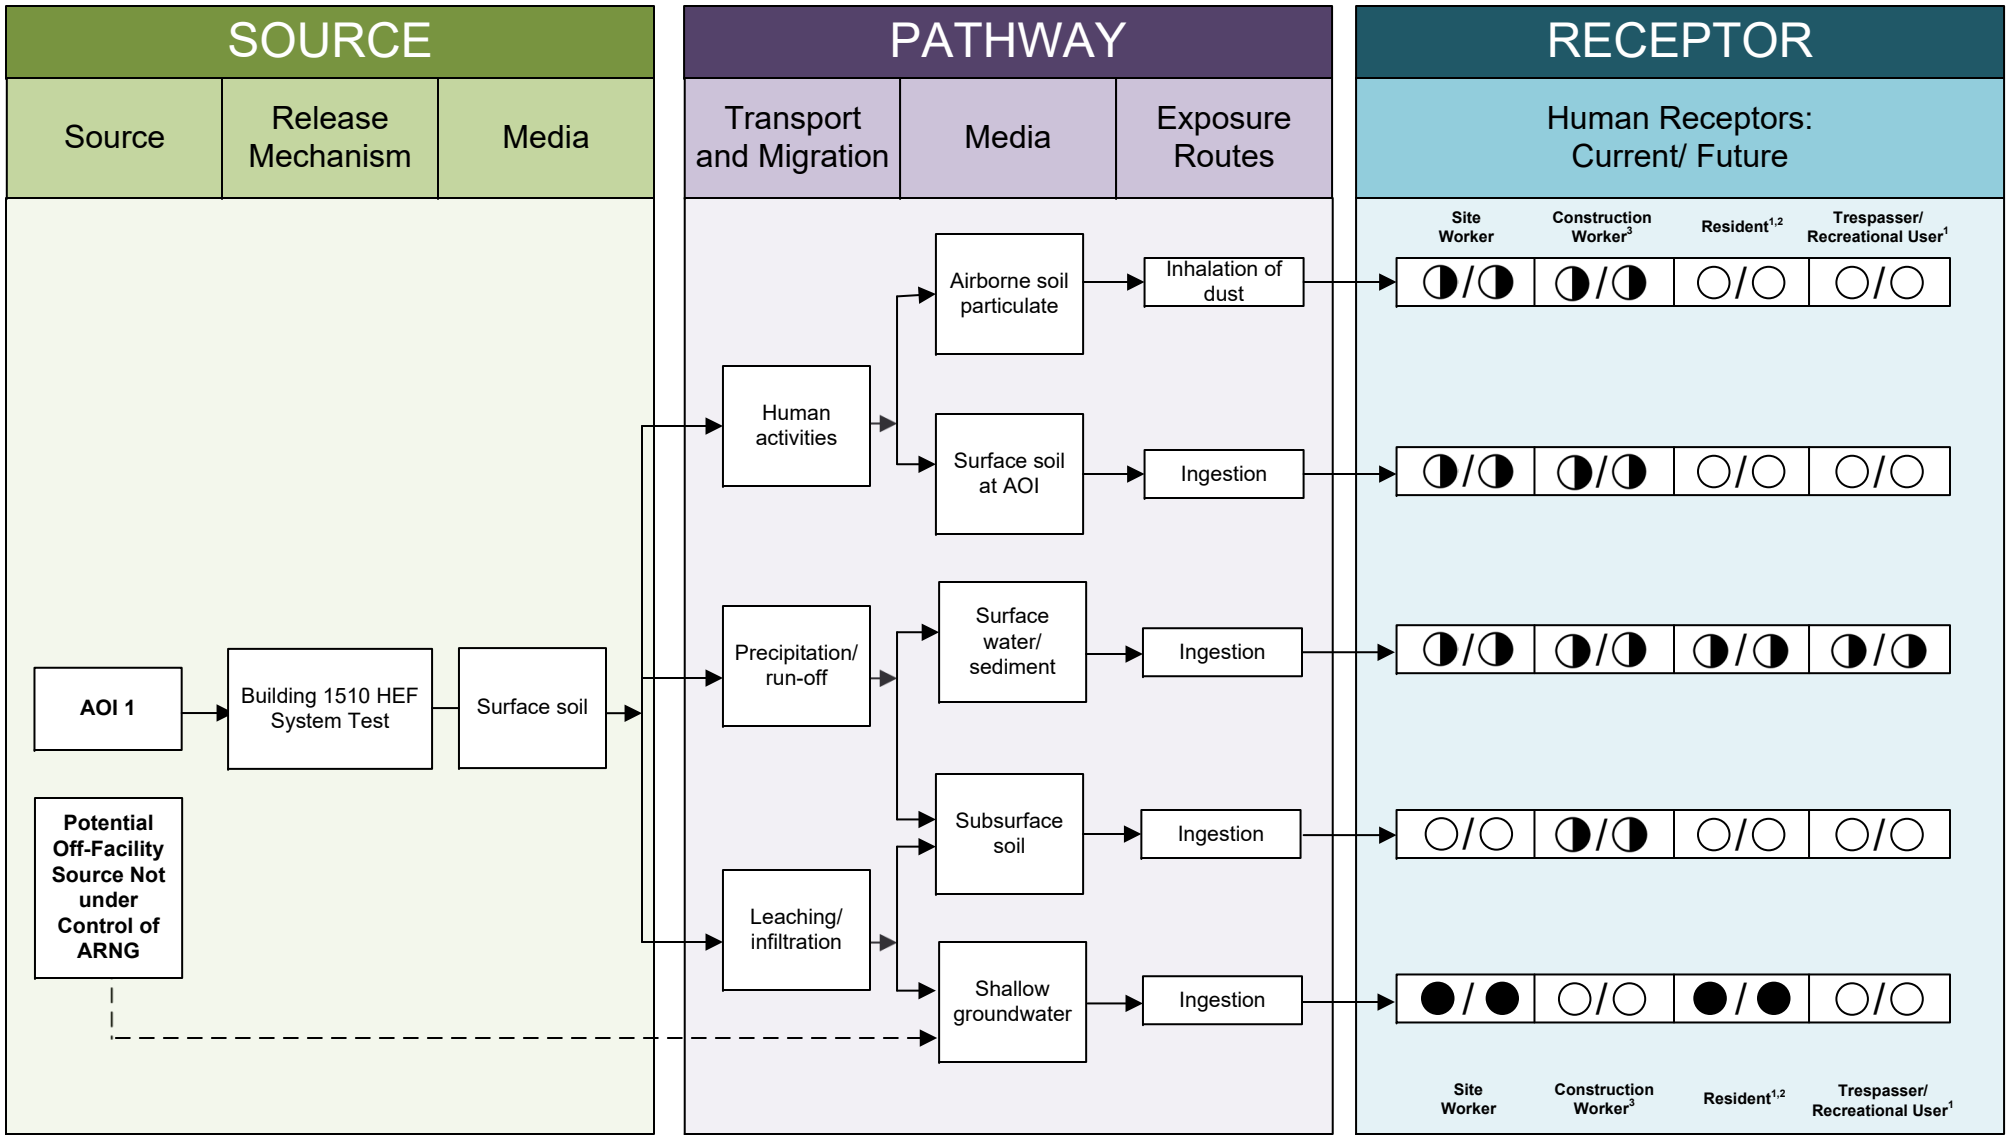 SOURCE
PATHWAY
RECEPTOR
Source
Release
Mechanism
Media
Transport
and Migration
Media
Exposure
Routes
Human Receptors:
Current/ Future
Site
Worker
Construction
Worker3
Resident1,2
Trespasser/
Recreational User1
Airborne soil
particulate
Inhalation of
dust
/
/
/
/
Human
activities
Surface soil
at AOI
Ingestion
/
/
/
/
Precipitation/
run-off
Surface
water/
sediment
Ingestion
/
/
/
/
AOI 1
Building 1510 HEF
System Test
Surface soil
Potential
Off-Facility
Source Not
under
Control of
ARNG
Subsurface
soil
Ingestion
/
/
/
/
Leaching/
infiltration
Shallow
groundwater
Ingestion
/
/
/
/
Site
Worker
Construction
Worker3
Resident1,2
Trespasser/
Recreational User1